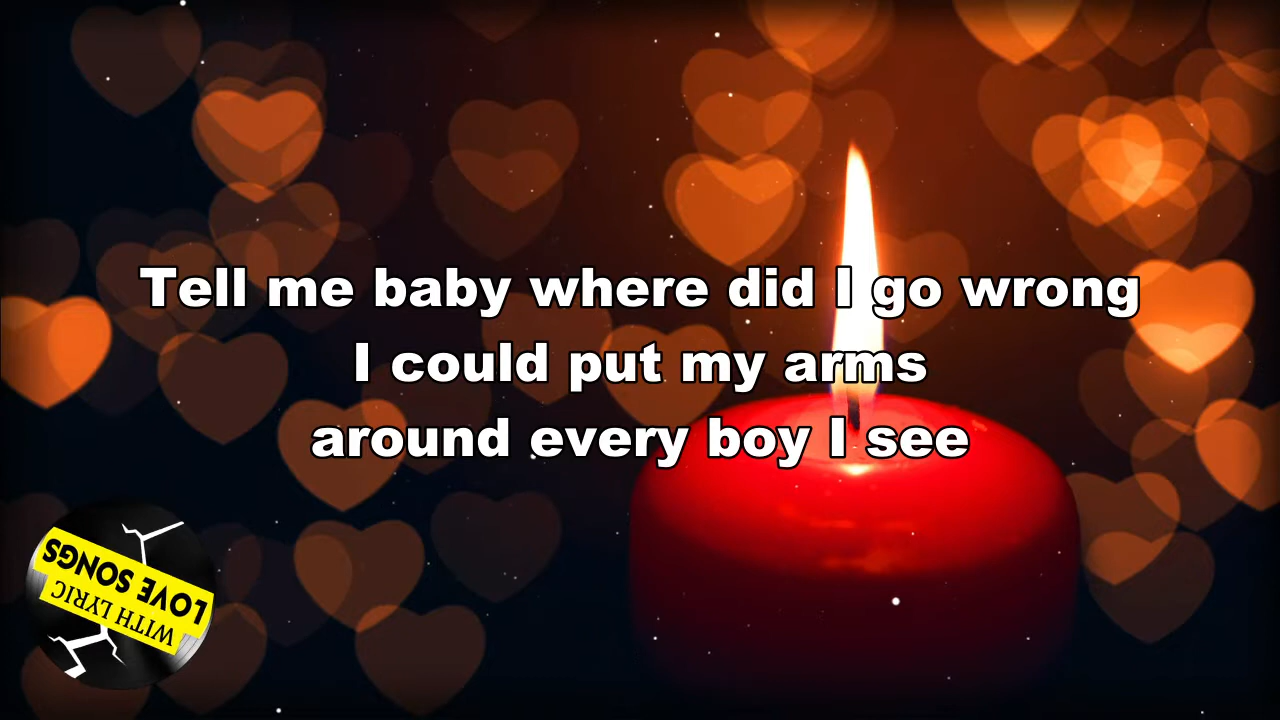 Tell me baby where did I go wrong
I could put my arms
around every boy I see
LOVE SONGS
WITH LYRIC